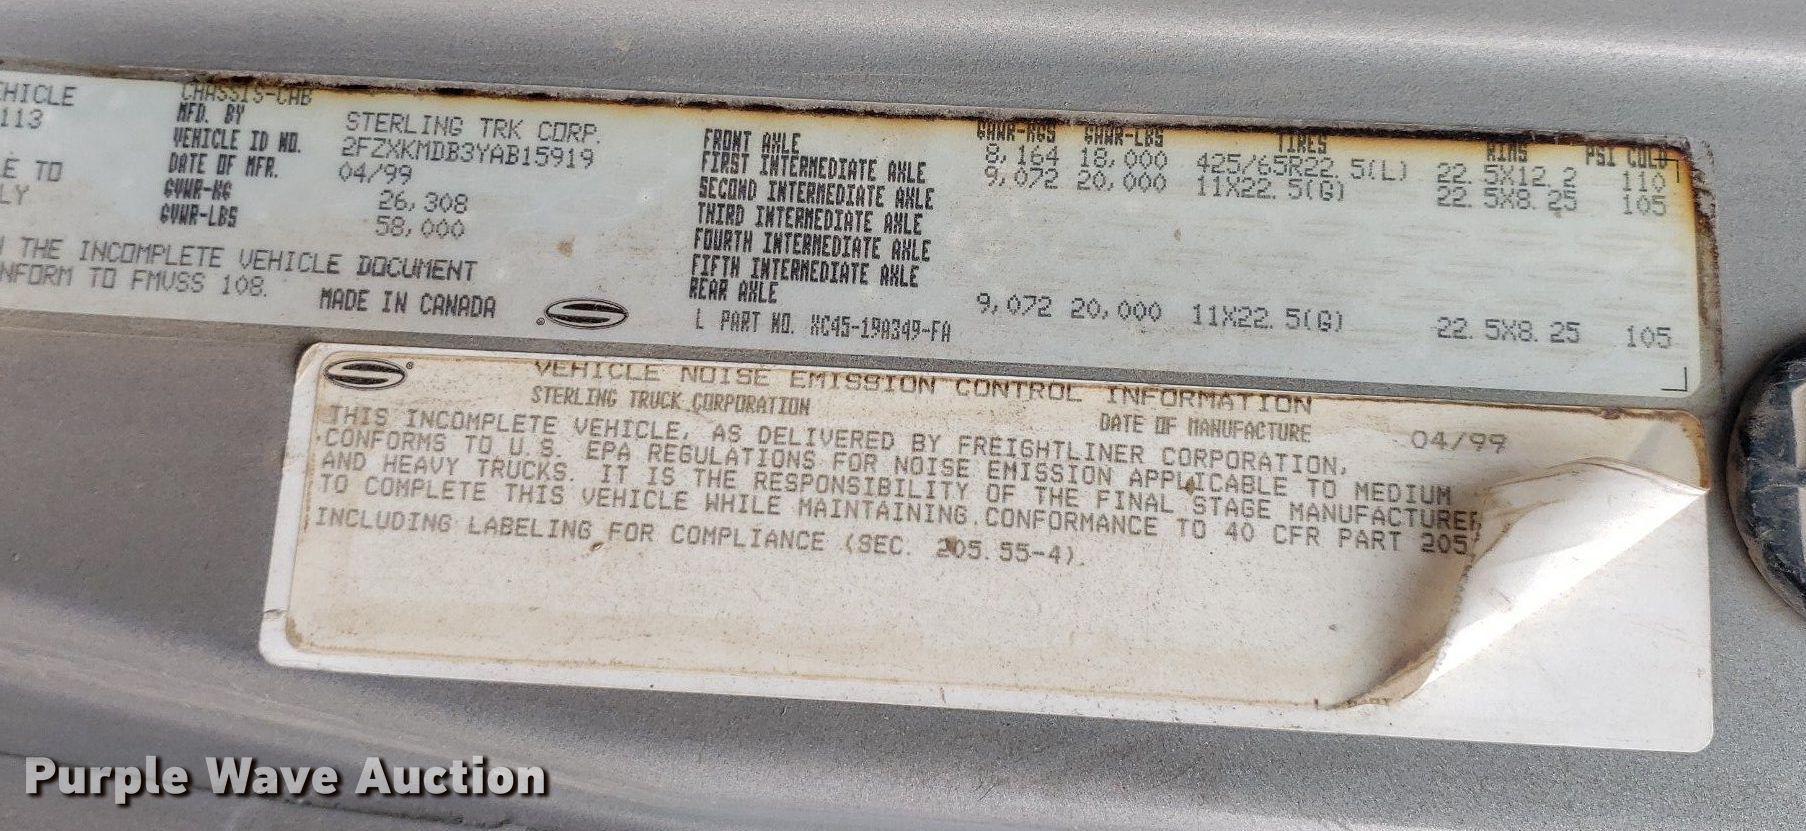 EHICLE CHASSIS-CAB
113 MFD. BY STERLING TRK CORP.
VEHICLE ID NO. 2FZXKMDB3YAB15919
E TO DATE OF MFR. 04/99
LY GVWR-KG 26,308
GVWR-LBS 58,000
N THE INCOMPLETE VEHICLE DOCUMENT
NFORM TO FMVSS 108.
MADE IN CANADA
GAWR-KGS GAWR-LBS TIRES RIMS PSI COLD
FRONT AXLE 8,164 18,000 425/65R22.5(L) 22.5X12.2 110
FIRST INTERMEDIATE AXLE 9,072 20,000 11X22.5(G) 22.5X8.25 105
SECOND INTERMEDIATE AXLE
THIRD INTERMEDIATE AXLE
FOURTH INTERMEDIATE AXLE
FIFTH INTERMEDIATE AXLE
REAR AXLE 9,072 20,000 11X22.5(G) 22.5X8.25 105
L PART NO. XC45-19A349-FA
VEHICLE NOISE EMISSION CONTROL INFORMATION
STERLING TRUCK CORPORATION DATE OF MANUFACTURE 04/99
THIS INCOMPLETE VEHICLE, AS DELIVERED BY FREIGHTLINER CORPORATION,
CONFORMS TO U.S. EPA REGULATIONS FOR NOISE EMISSION APPLICABLE TO MEDIUM
AND HEAVY TRUCKS. IT IS THE RESPONSIBILITY OF THE FINAL STAGE MANUFACTURER
TO COMPLETE THIS VEHICLE WHILE MAINTAINING CONFORMANCE TO 40 CFR PART 205,
INCLUDING LABELING FOR COMPLIANCE (SEC. 205.55-4).
Purple Wave Auction